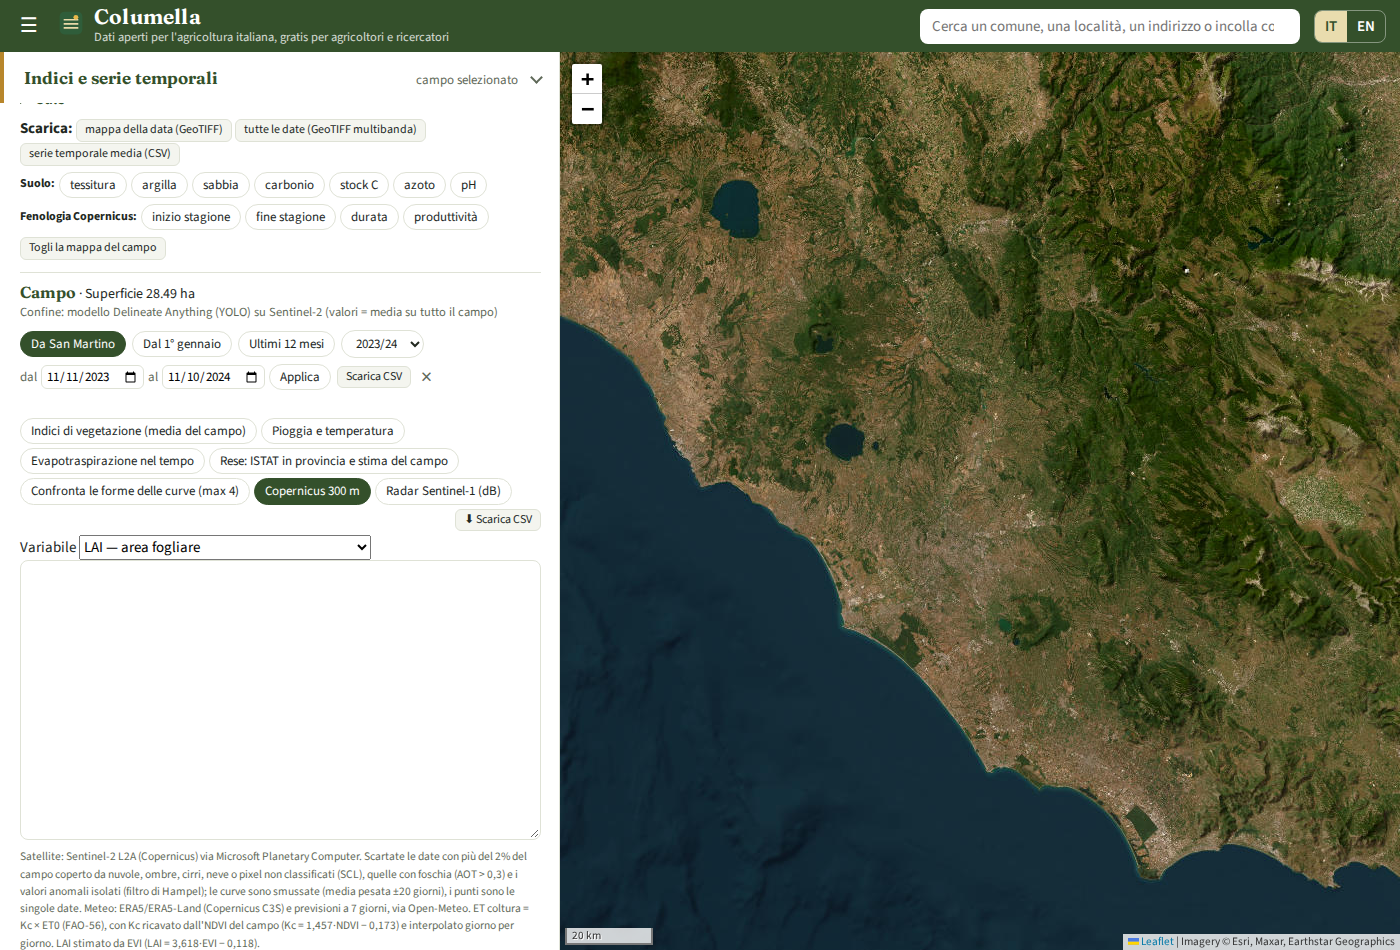 ☰ Columella
Dati aperti per l'agricoltura italiana, gratis per agricoltori e ricercatori
Cerca un comune, una località, un indirizzo o incolla cc
IT EN
Indici e serie temporali
campo selezionato
Scarica: mappa della data (GeoTIFF) tutte le date (GeoTIFF multibanda)
serie temporale media (CSV)
Suolo: tessitura argilla sabbia carbonio stock C azoto pH
Fenologia Copernicus: inizio stagione fine stagione durata produttività
Togli la mappa del campo
Campo · Superficie 28.49 ha
Confine: modello Delineate Anything (YOLO) su Sentinel-2 (valori = media su tutto il campo)
Da San Martino Dal 1° gennaio Ultimi 12 mesi 2023/24
dal 11/11/2023 al 11/10/2024 Applica Scarica CSV ✕
Indici di vegetazione (media del campo) Pioggia e temperatura
Evapotraspirazione nel tempo Rese: ISTAT in provincia e stima del campo
Confronta le forme delle curve (max 4) Copernicus 300 m Radar Sentinel-1 (dB)
⬇ Scarica CSV
Variabile LAI — area fogliare
Satellite: Sentinel-2 L2A (Copernicus) via Microsoft Planetary Computer. Scartate le date con più del 2% del
campo coperto da nuvole, ombre, cirri, neve o pixel non classificati (SCL), quelle con foschia (AOT > 0,3) e i
valori anomali isolati (filtro di Hampel); le curve sono smussate (media pesata ±20 giorni), i punti sono le
singole date. Meteo: ERA5/ERA5-Land (Copernicus C3S) e previsioni a 7 giorni, via Open-Meteo. ET coltura =
Kc × ET0 (FAO-56), con Kc ricavato dall'NDVI del campo (Kc = 1,457·NDVI − 0,173) e interpolato giorno per
giorno. LAI stimato da EVI (LAI = 3,618·EVI − 0,118).
+
−
20 km
Leaflet | Imagery © Esri, Maxar, Earthstar Geographics